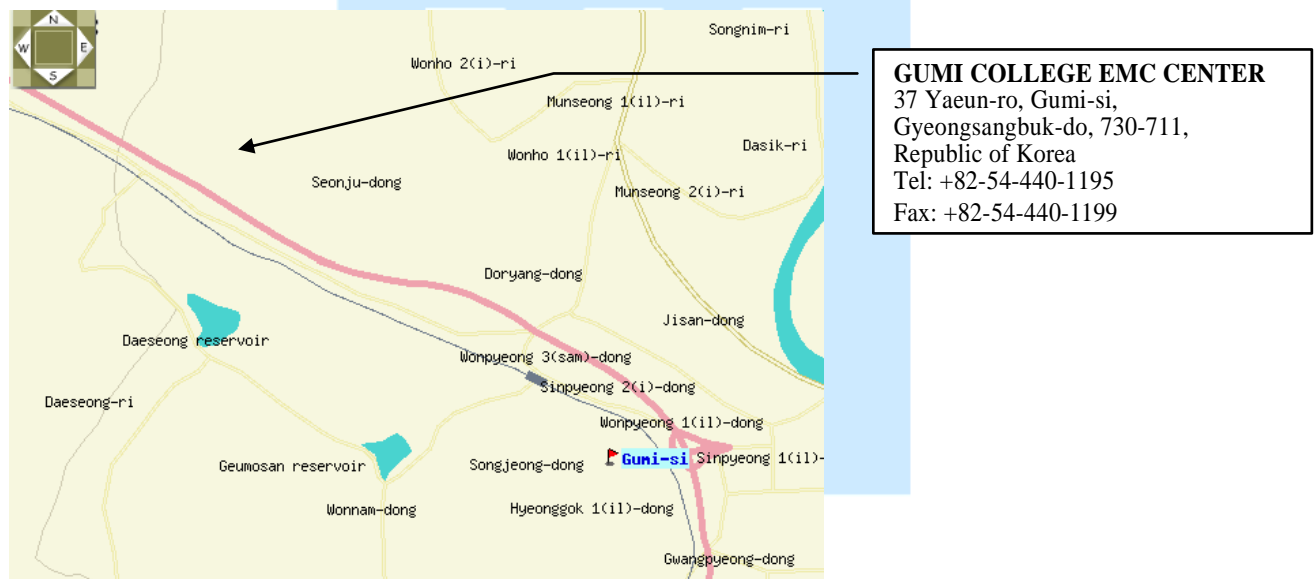 N
W E
S
Songnim-ri
Wonho 2(i)-ri
Munseong 1(il)-ri
Dasik-ri
Wonho 1(il)-ri
Seonju-dong
Munseong 2(i)-ri
Doryang-dong
Jisan-dong
Daeseong reservoir
Wonpyeong 3(sam)-dong
Sinpyeong 2(i)-dong
Daeseong-ri
Wonpyeong 1(il)-dong
Gumi-si
Sinpyeong 1(il)-
Geumosan reservoir
Songjeong-dong
Wonnam-dong
Hyeonggok 1(il)-dong
Gwangpyeong-dong
GUMI COLLEGE EMC CENTER
37 Yaeun-ro, Gumi-si,
Gyeongsangbuk-do, 730-711,
Republic of Korea
Tel: +82-54-440-1195
Fax: +82-54-440-1199